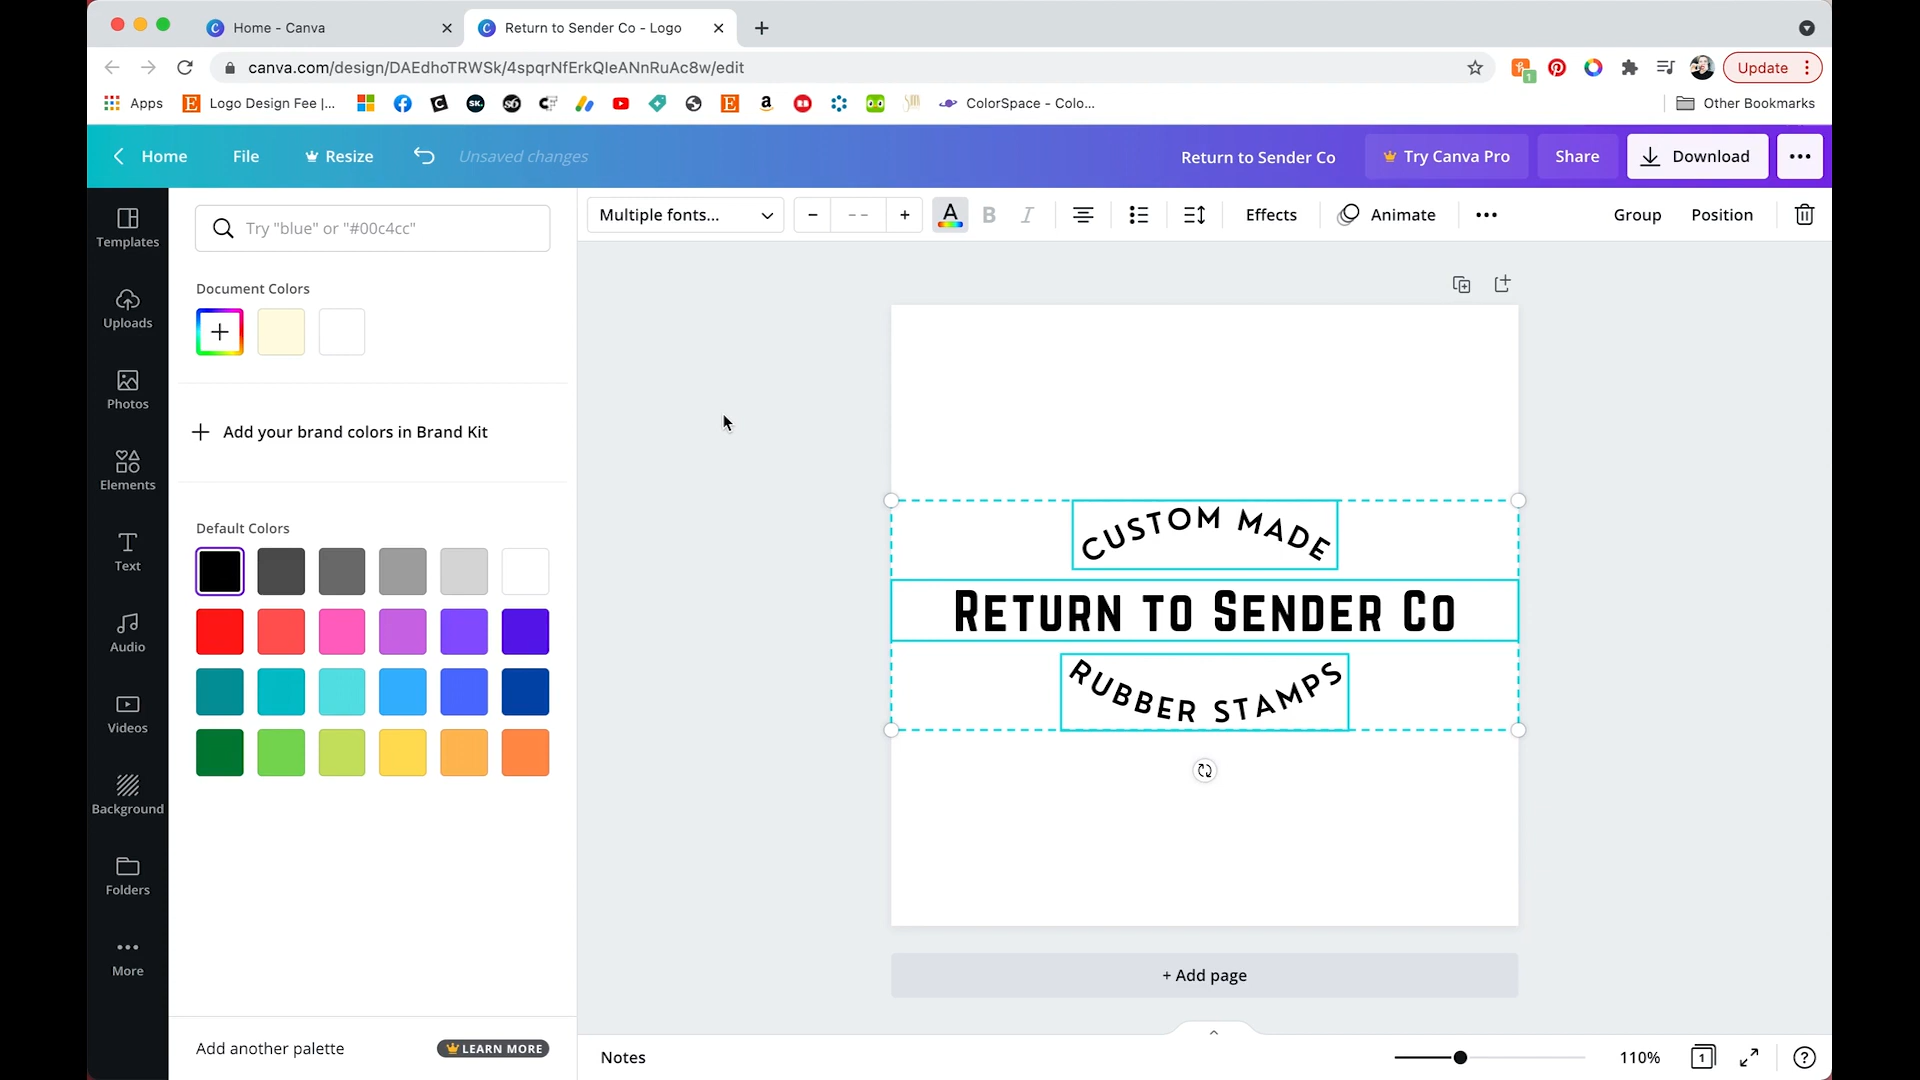 Home - Canva
Return to Sender Co - Logo
canva.com/design/DAEdhoTRWSk/4spqrNfErkQIeANnRuAc8w/edit
1
Update
Apps
Logo Design Fee |...
SK.
ColorSpace - Colo...
Other Bookmarks
Home
File
Resize
Unsaved changes
Return to Sender Co
Try Canva Pro
Share
Download
Templates
Uploads
Photos
Elements
Text
Audio
Videos
Background
Folders
More
Try "blue" or "#00c4cc"
Document Colors
Add your brand colors in Brand Kit
Default Colors
Add another palette
LEARN MORE
Multiple fonts...
- -
A
B
I
Effects
Animate
Group
Position
CUSTOM MADE
RETURN TO SENDER CO
RUBBER STAMPS
+ Add page
Notes
110%
1
?